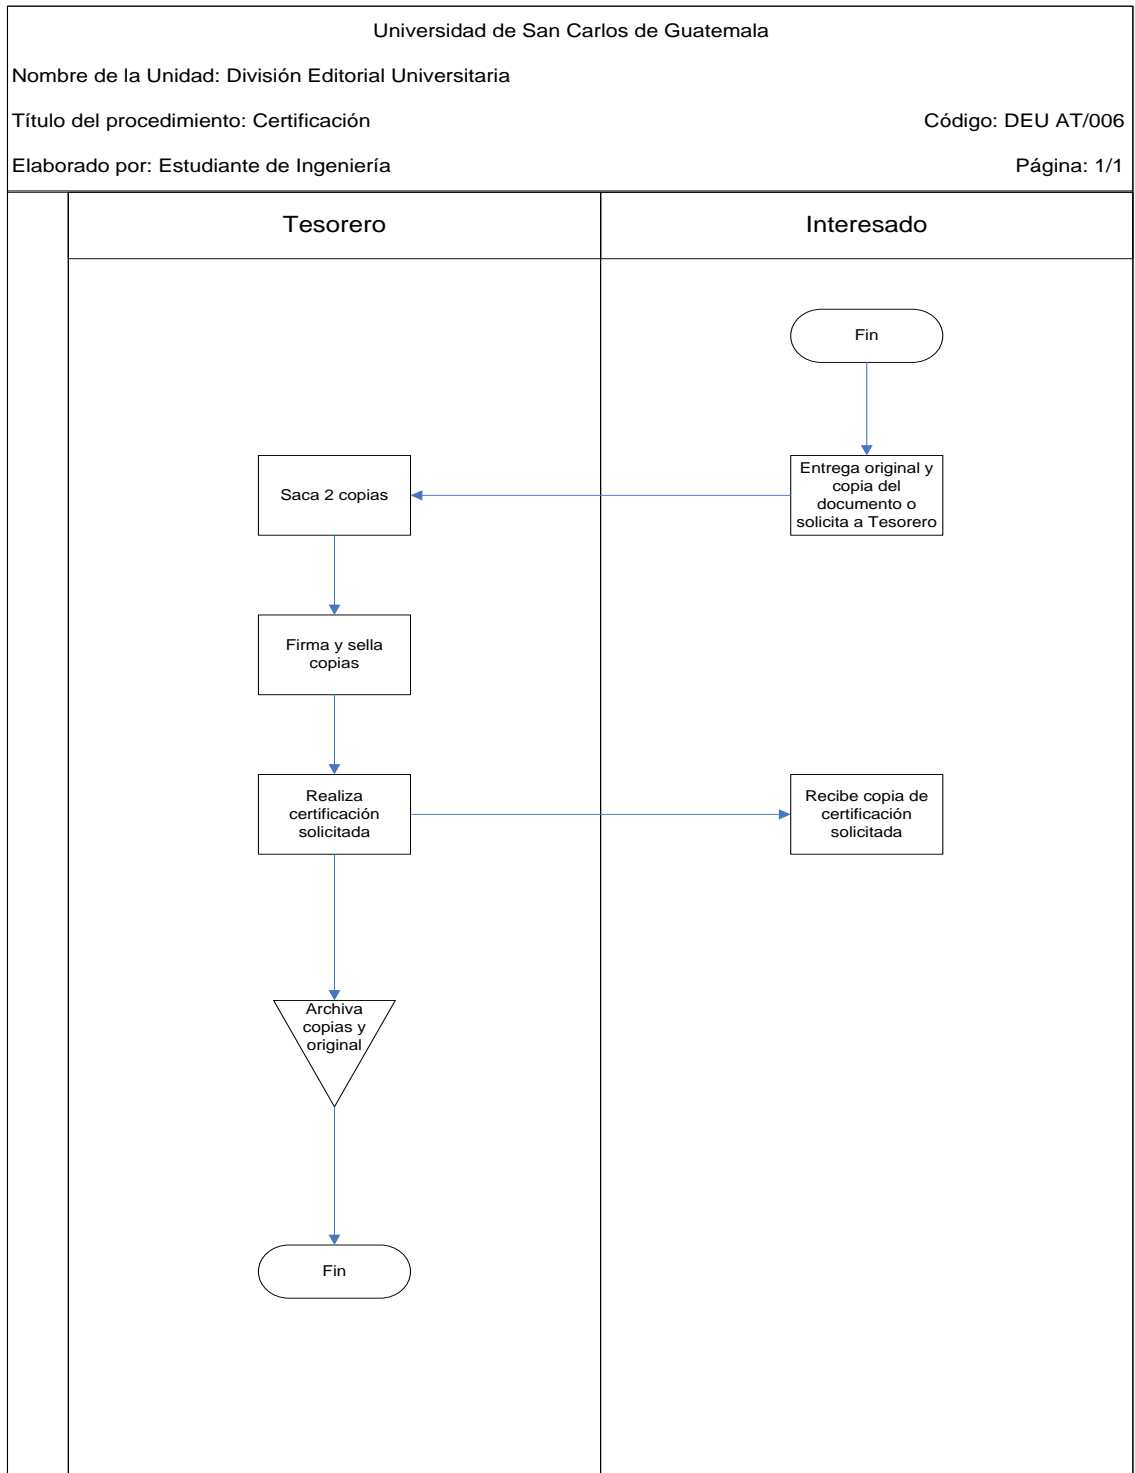 Universidad de San Carlos de Guatemala
Nombre de la Unidad: División Editorial Universitaria
Título del procedimiento: Certificación
Código: DEU AT/006
Elaborado por: Estudiante de Ingeniería
Página: 1/1
Tesorero
Interesado
Fin
Entrega original y
copia del
documento o
solicita a Tesorero
Saca 2 copias
Firma y sella
copias
Realiza
certificación
solicitada
Recibe copia de
certificación
solicitada
Archiva
copias y
original
Fin